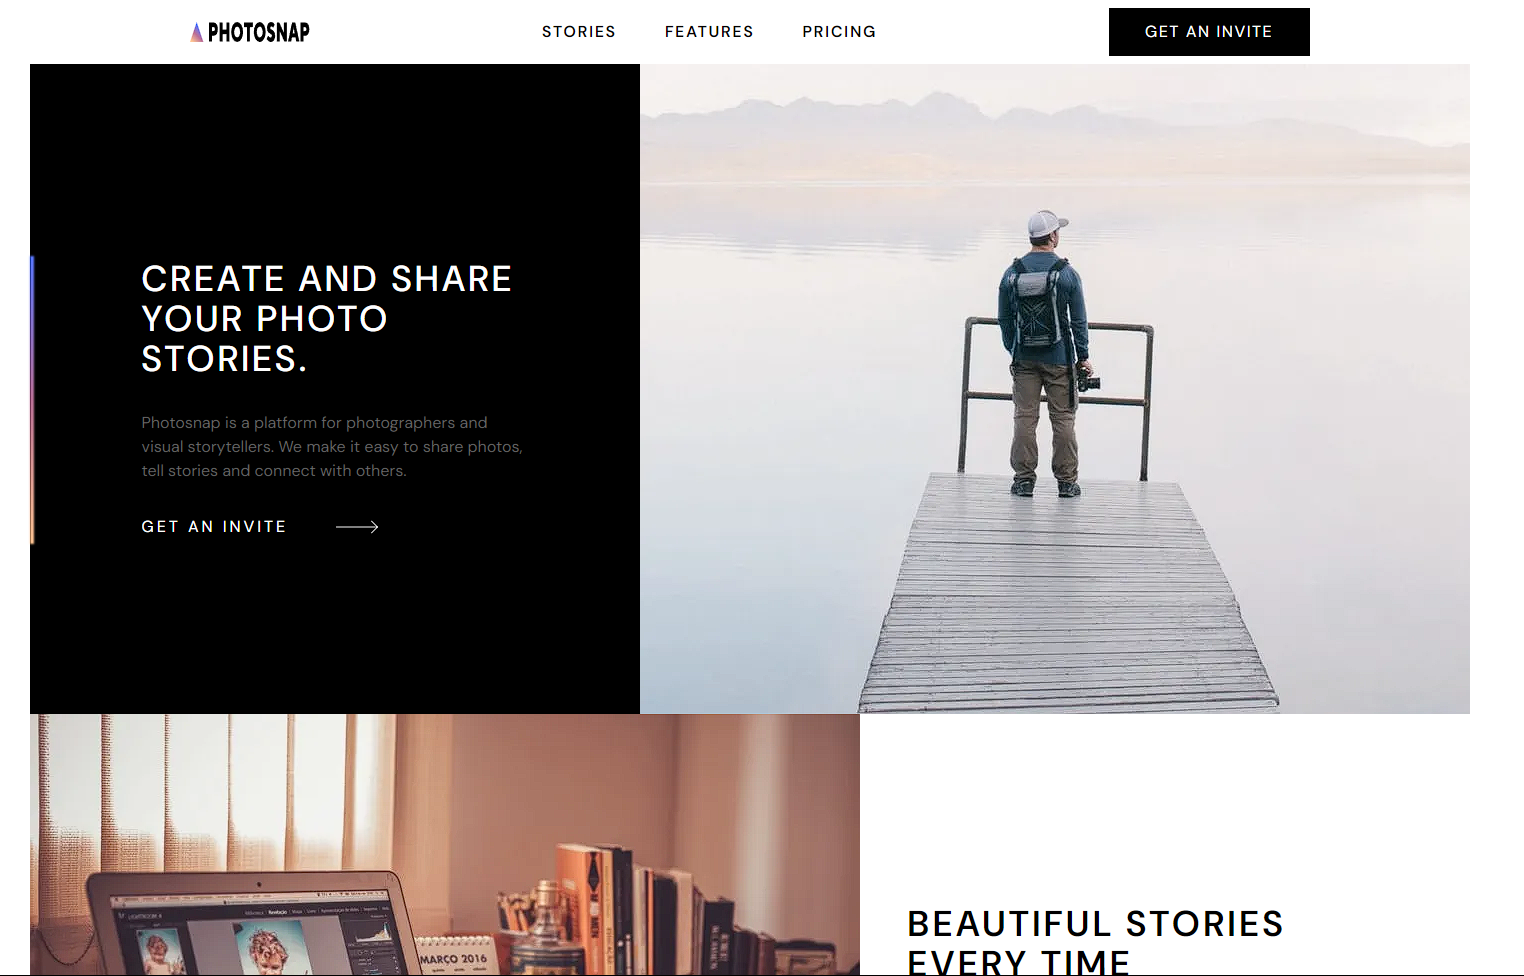 PHOTOSNAP
STORIES
FEATURES
PRICING
GET AN INVITE
CREATE AND SHARE
YOUR PHOTO
STORIES.
Photosnap is a platform for photographers and
visual storytellers. We make it easy to share photos,
tell stories and connect with others.
GET AN INVITE
MARÇO 2016
BEAUTIFUL STORIES
EVERY TIME